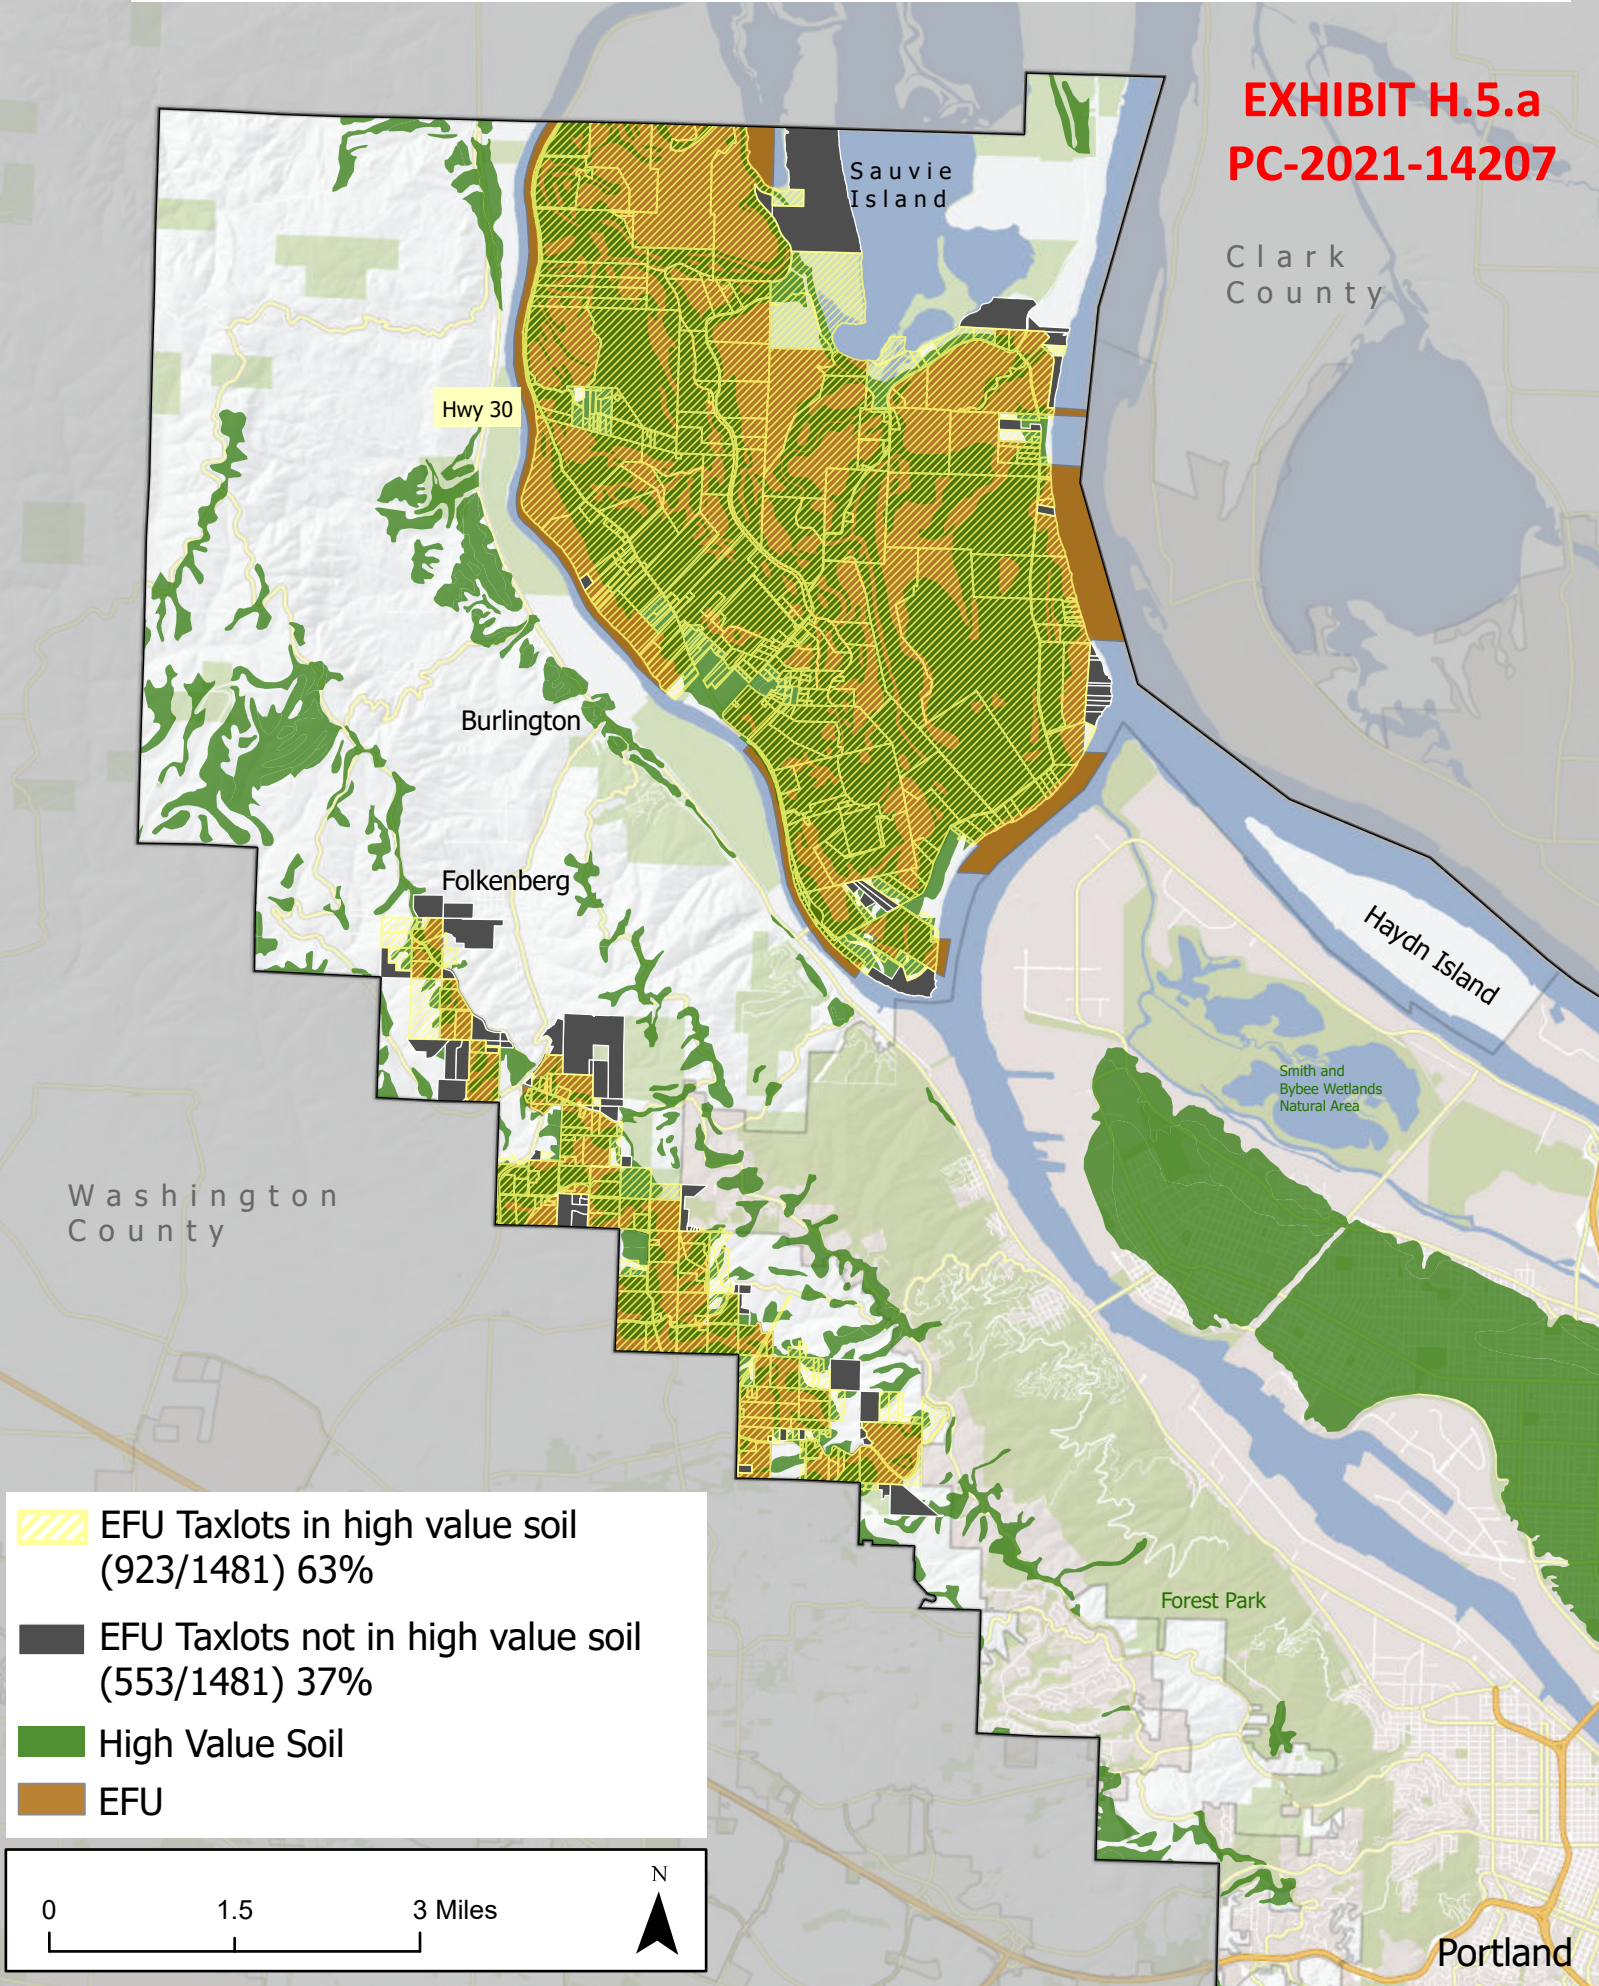 EXHIBIT H.5.a
PC-2021-14207
Sauvie
Island
Clark
County
Hwy 30
Burlington
Folkenberg
Haydn Island
Smith and
Bybee Wetlands
Natural Area
Washington
County
Forest Park
EFU Taxlots in high value soil
(923/1481) 63%
EFU Taxlots not in high value soil
(553/1481) 37%
High Value Soil
EFU
N
0 1.5 3 Miles
Portland